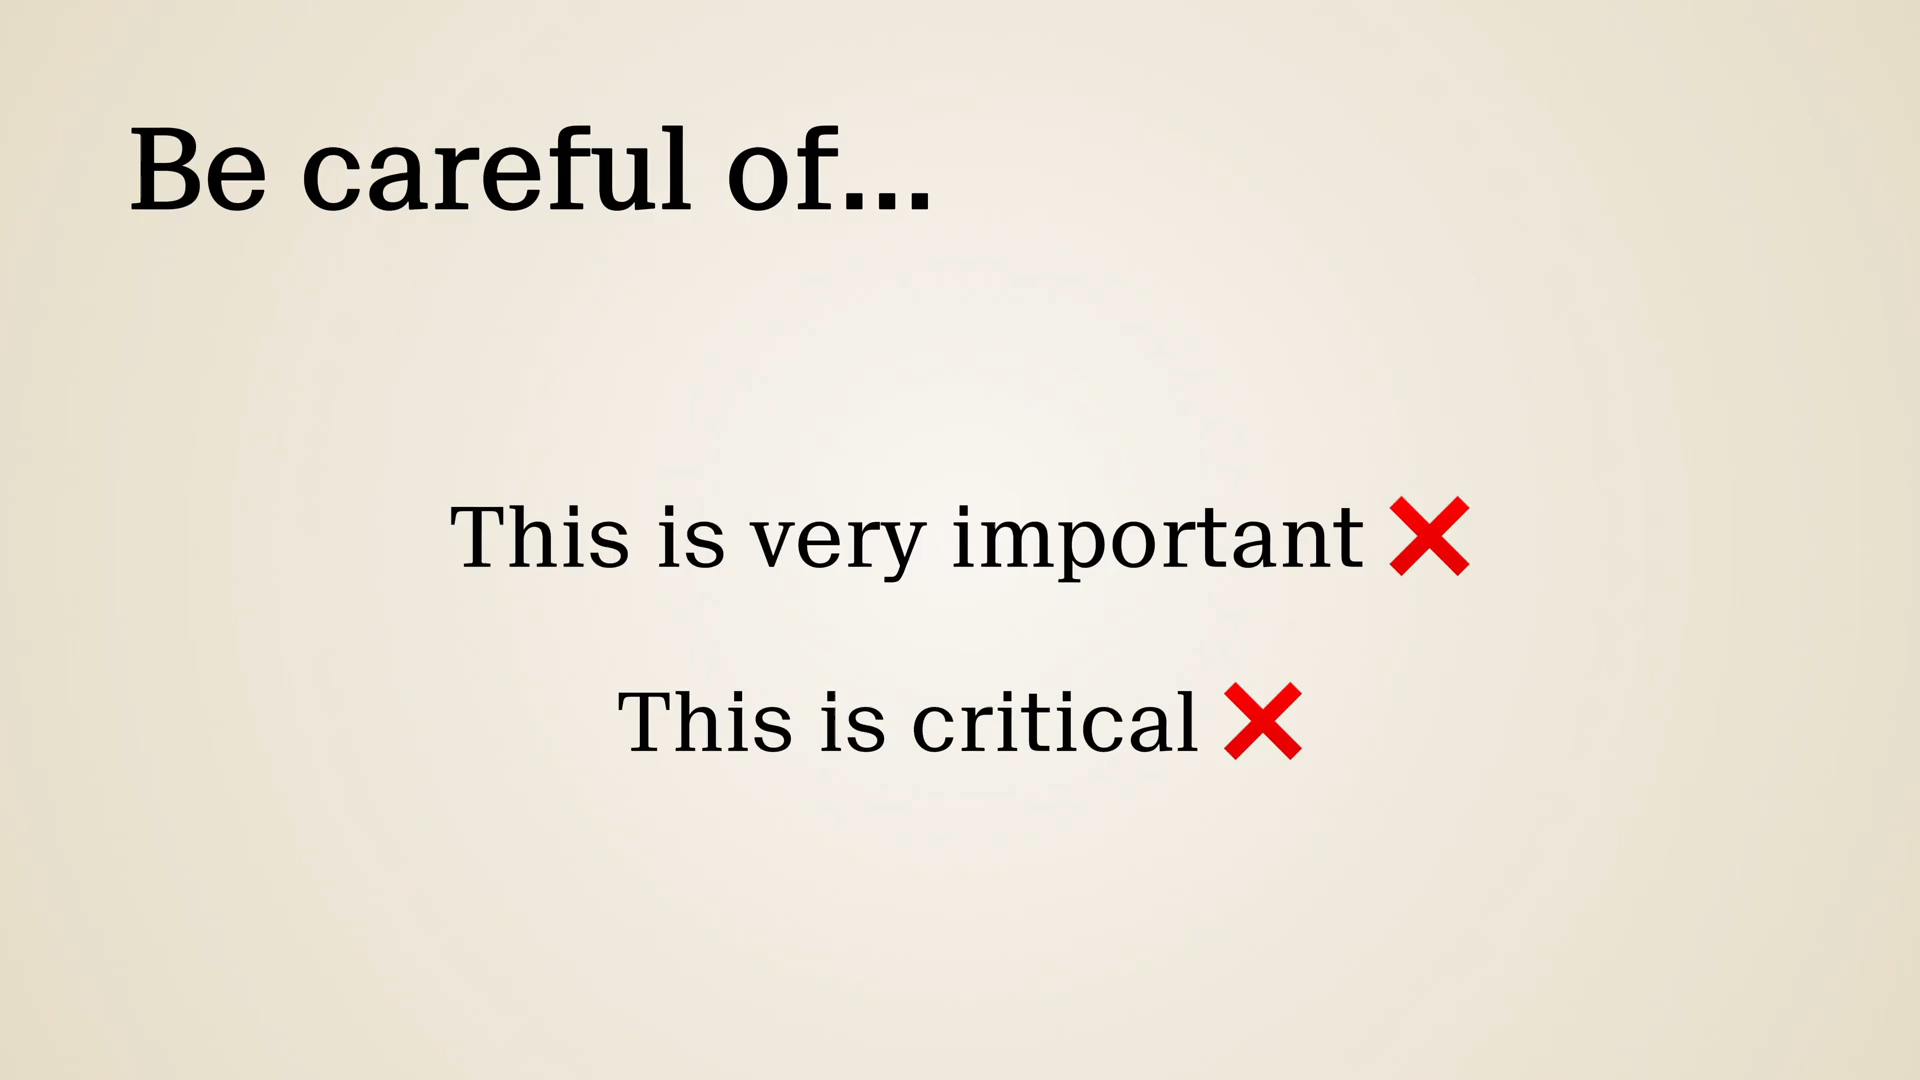 Be careful of...
This is very important ❌
This is critical ❌